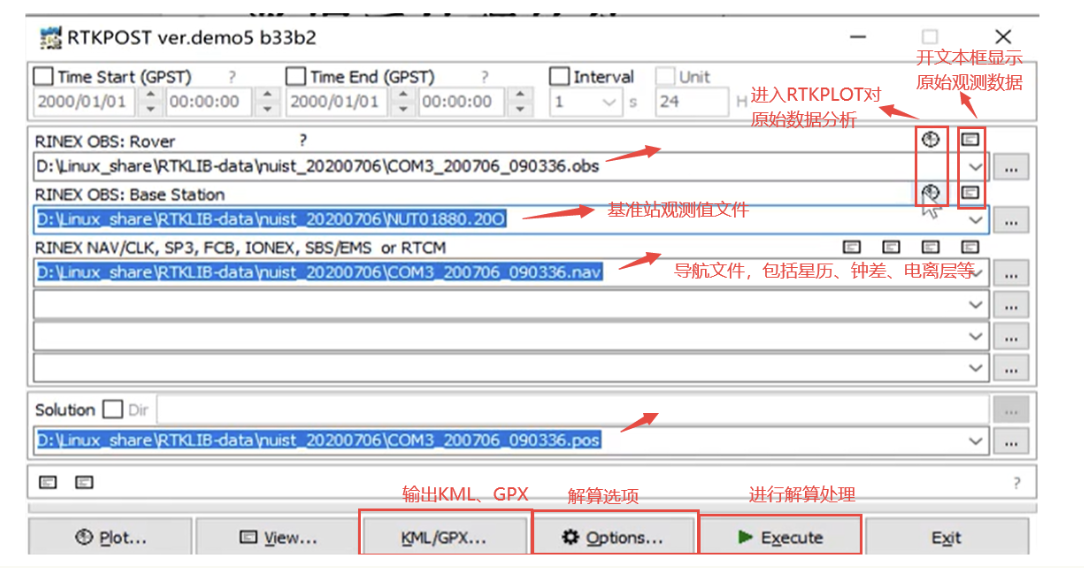 RTKPOST ver.demo5 b33b2
开文本框显示
原始观测数据
Time Start (GPST) ? Time End (GPST) ? Interval Unit
2000/01/01 00:00:00 2000/01/01 00:00:00 1 s 24 H
进入RTKPLOT对
原始数据分析
RINEX OBS: Rover ?
D:\Linux_share\RTKLIB-data\nuist_20200706\COM3_200706_090336.obs ...
RINEX OBS: Base Station
D:\Linux_share\RTKLIB-data\nuist_20200706\NUT01880.20O 基准站观测值文件 ...
RINEX NAV/CLK, SP3, FCB, IONEX, SBS/EMS or RTCM
D:\Linux_share\RTKLIB-data\nuist_20200706\COM3_200706_090336.nav 导航文件，包括星历、钟差、电离层等 ...
...
...
...
Solution Dir ...
D:\Linux_share\RTKLIB-data\nuist_20200706\COM3_200706_090336.pos ...
?
输出KML、GPX 解算选项 进行解算处理
Plot... View... KML/GPX... Options... Execute Exit